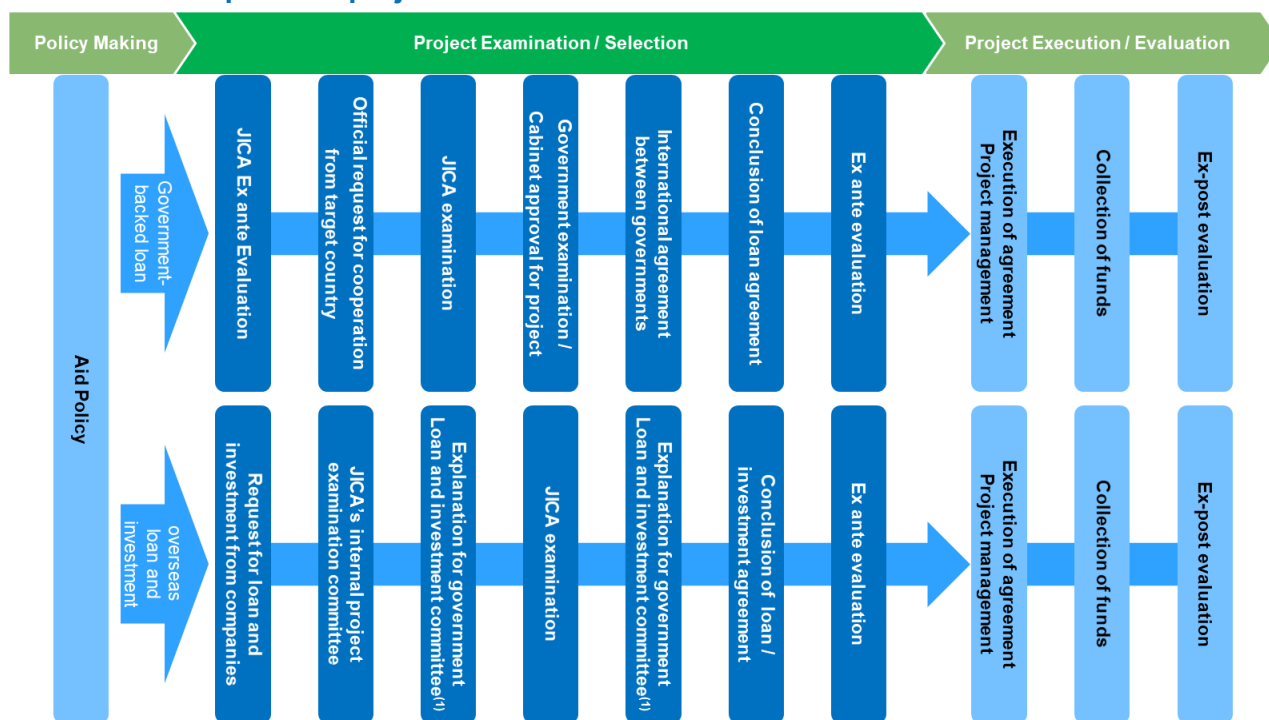 Policy Making
Project Examination / Selection
Project Execution / Evaluation
Aid Policy
Government-
backed loan
JICA Ex ante Evaluation
Official request for cooperation
from target country
JICA examination
Government examination /
Cabinet approval for project
International agreement
between governments
Conclusion of loan agreement
Ex ante evaluation
Execution of agreement
Project management
Collection of funds
Ex-post evaluation
overseas
loan and
investment
Request for loan and
investment from companies
JICA's internal project
examination committee
Explanation for government
Loan and investment committee(1)
JICA examination
Explanation for government
Loan and investment committee(1)
Conclusion of loan /
investment agreement
Ex ante evaluation
Execution of agreement
Project management
Collection of funds
Ex-post evaluation